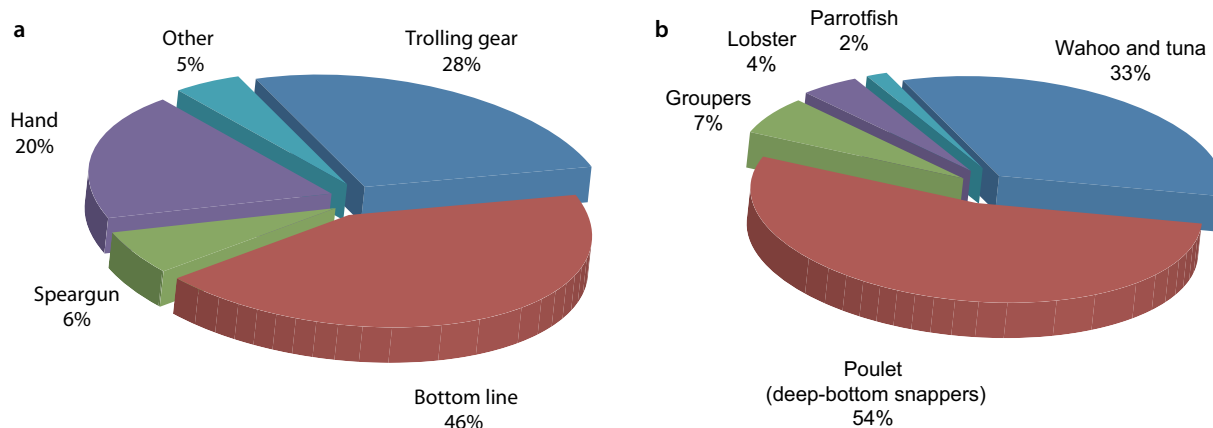 a
Other
5%
Trolling gear
28%
Hand
20%
Speargun
6%
Bottom line
46%
b
Parrotfish
2%
Lobster
4%
Wahoo and tuna
33%
Groupers
7%
Poulet
(deep-bottom snappers)
54%